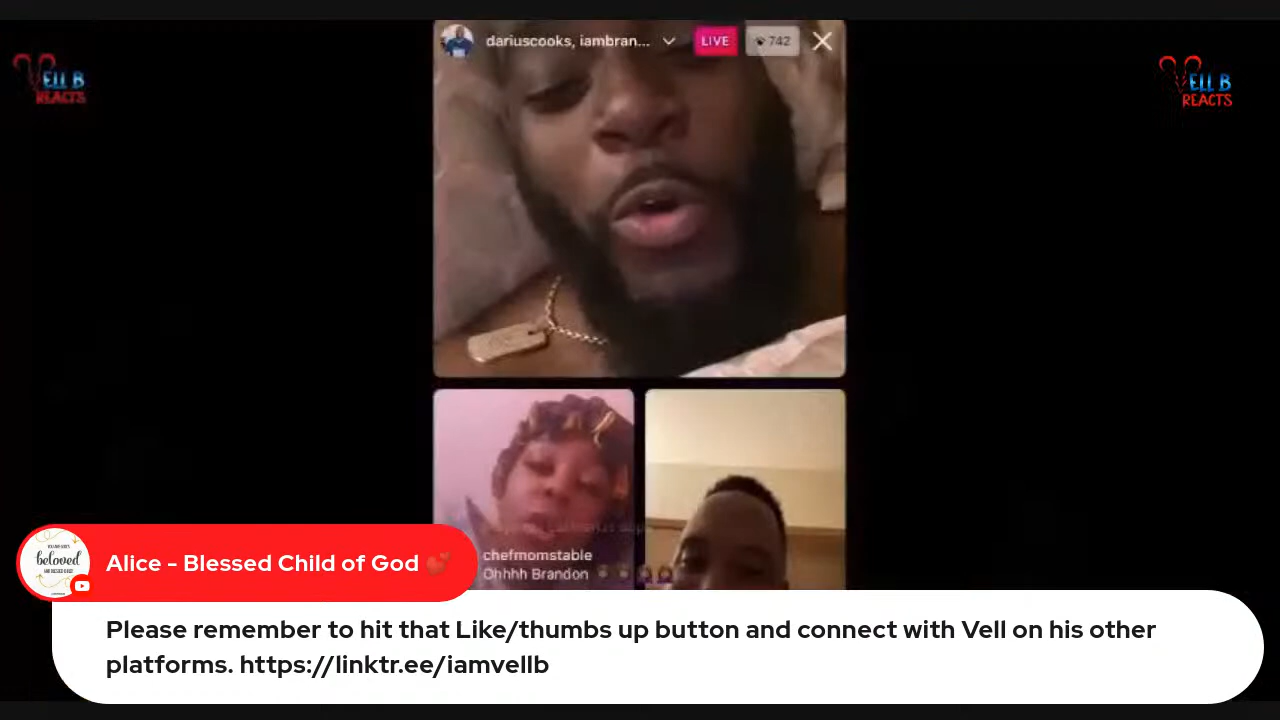 VELL B
REACTS
dariuscooks, iambran...
LIVE
742
VELL B
REACTS
chefmomstable
Ohhhh Brandon
beloved
Alice - Blessed Child of God
Please remember to hit that Like/thumbs up button and connect with Vell on his other
platforms. https://linktr.ee/iamvellb